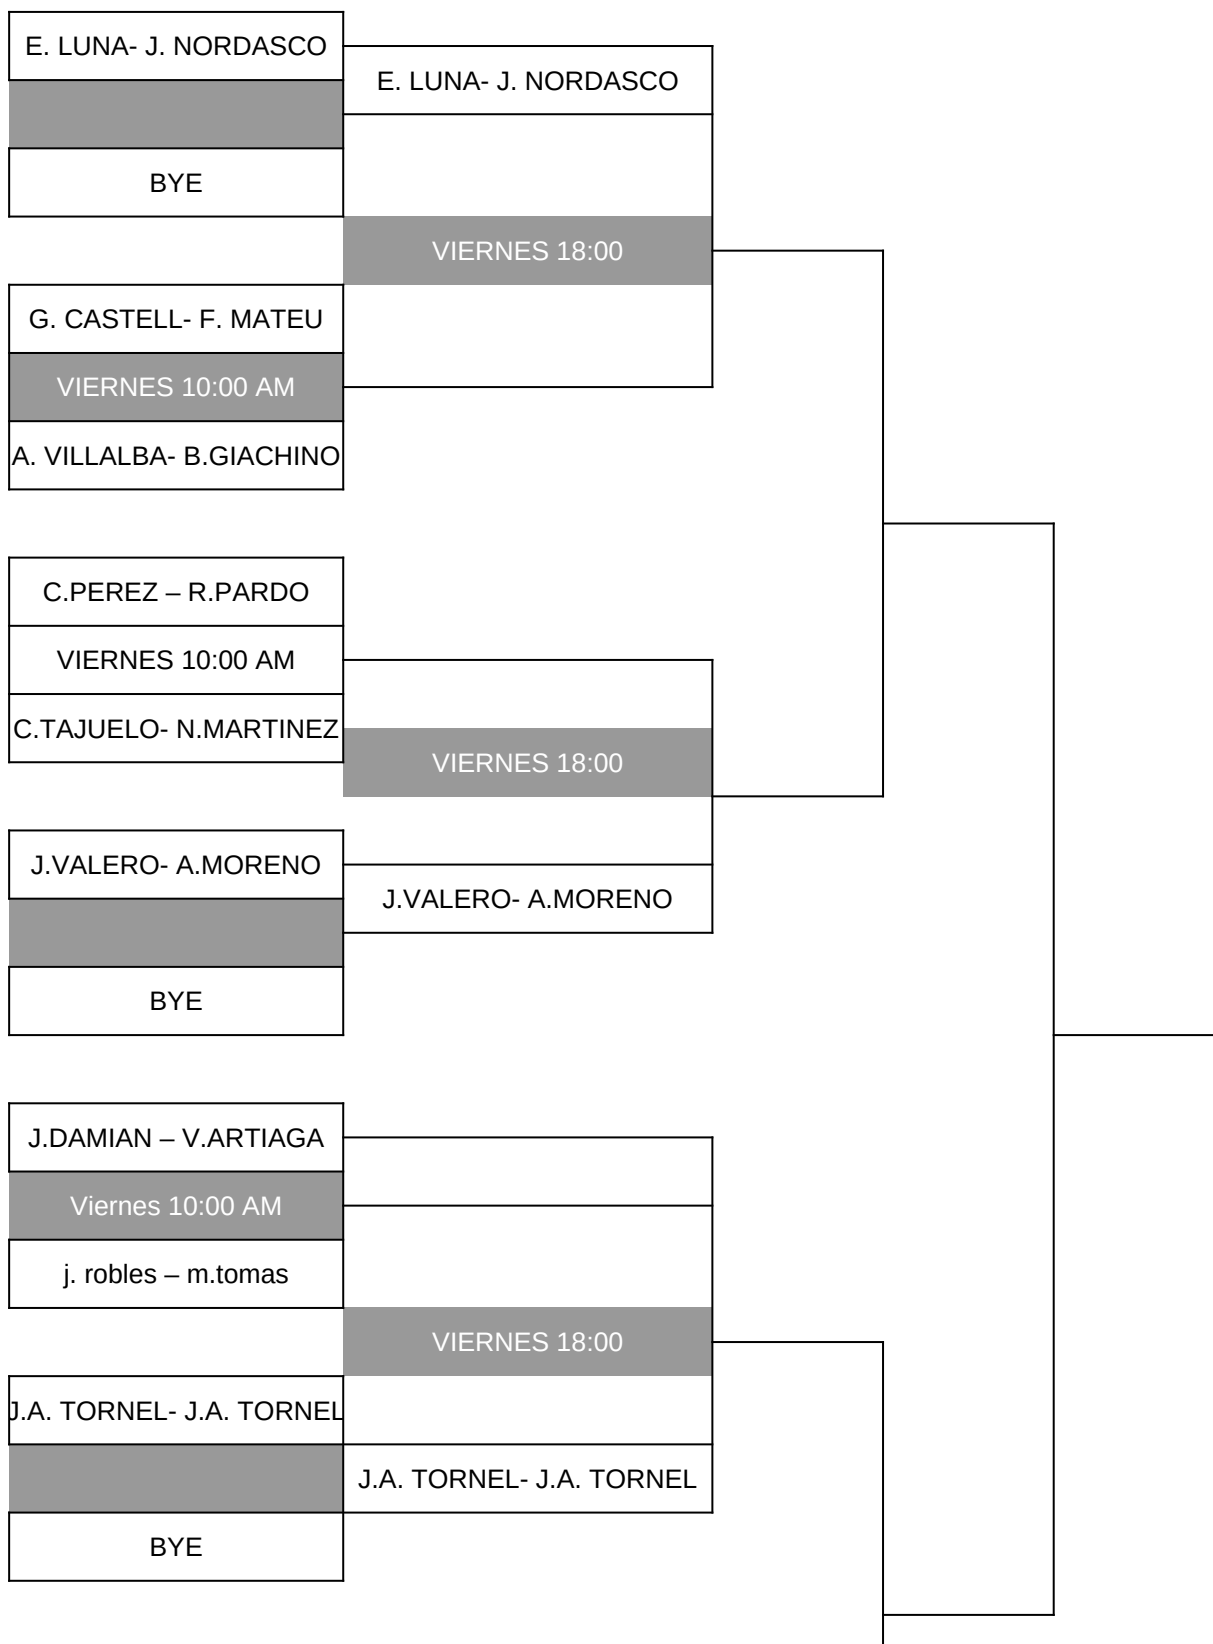 E. LUNA- J. NORDASCO
E. LUNA- J. NORDASCO
BYE
VIERNES 18:00
G. CASTELL- F. MATEU
VIERNES 10:00 AM
A. VILLALBA- B.GIACHINO
C.PEREZ – R.PARDO
VIERNES 10:00 AM
C.TAJUELO- N.MARTINEZ
VIERNES 18:00
J.VALERO- A.MORENO
J.VALERO- A.MORENO
BYE
J.DAMIAN – V.ARTIAGA
Viernes 10:00 AM
j. robles – m.tomas
VIERNES 18:00
J.A. TORNEL- J.A. TORNEL
J.A. TORNEL- J.A. TORNEL
BYE